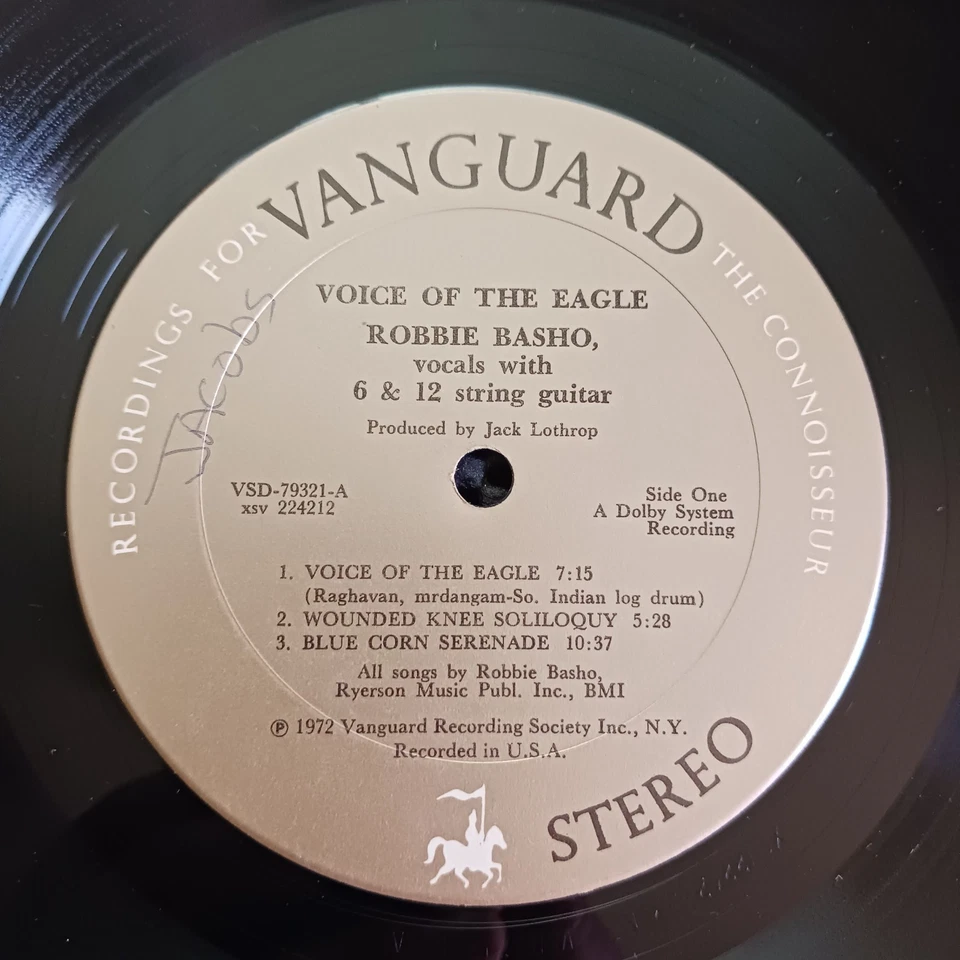 RECORDINGS FOR VANGUARD THE CONNOISSEUR
Jacobs
VOICE OF THE EAGLE
ROBBIE BASHO,
vocals with
6 & 12 string guitar
Produced by Jack Lothrop
VSD-79321-A
xsv 224212
Side One
A Dolby System
Recording
1. VOICE OF THE EAGLE 7:15
(Raghavan, mrdangam-So. Indian log drum)
2. WOUNDED KNEE SOLILOQUY 5:28
3. BLUE CORN SERENADE 10:37
All songs by Robbie Basho,
Ryerson Music Publ. Inc., BMI
℗ 1972 Vanguard Recording Society Inc., N.Y.
Recorded in U.S.A.
STEREO